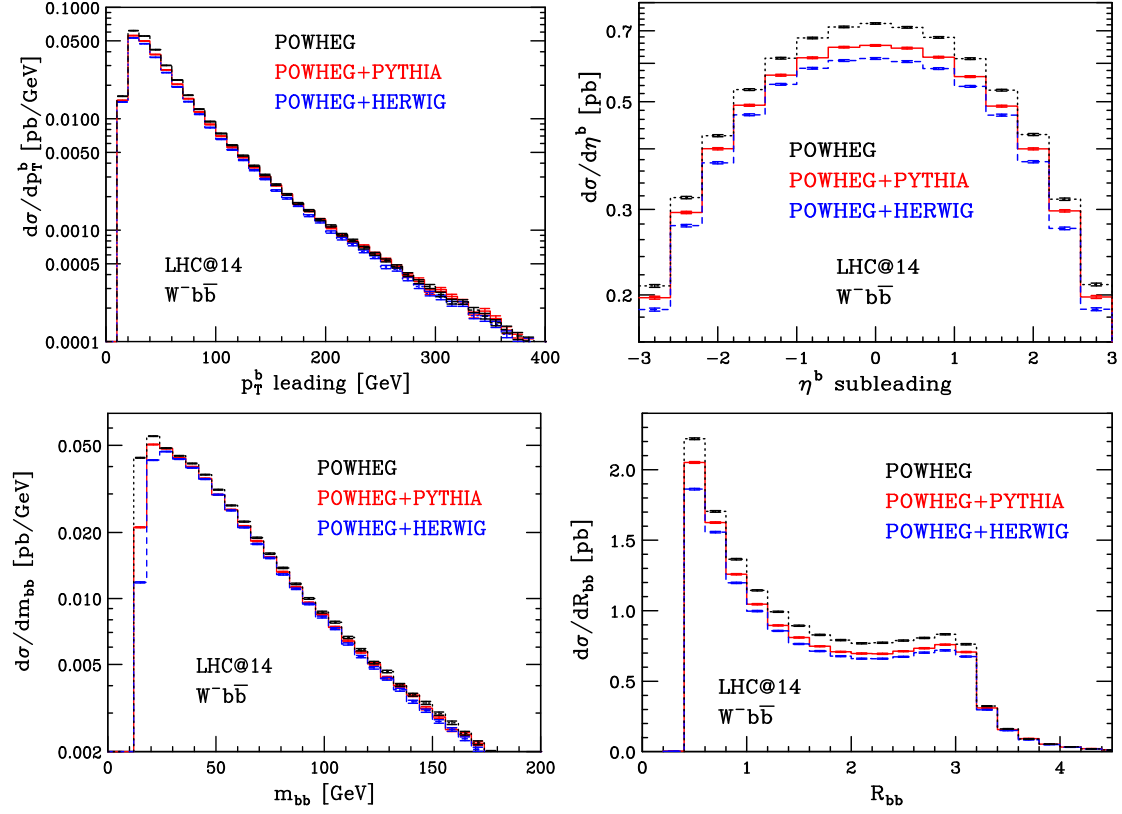 0.1000
0.0500
0.0100
0.0050
0.0010
0.0005
0.0001
dσ/dp_T^b [pb/GeV]
POWHEG
POWHEG+PYTHIA
POWHEG+HERWIG
LHC@14
W⁻bb̅
0 100 200 300 400
p_T^b leading [GeV]
0.7
0.5
0.3
0.2
dσ/dη^b [pb]
POWHEG
POWHEG+PYTHIA
POWHEG+HERWIG
LHC@14
W⁻bb̅
−3 −2 −1 0 1 2 3
η^b subleading
0.050
0.020
0.010
0.005
0.002
dσ/dm_bb [pb/GeV]
POWHEG
POWHEG+PYTHIA
POWHEG+HERWIG
LHC@14
W⁻bb̅
0 50 100 150 200
m_bb [GeV]
2.0
1.5
1.0
0.5
0.0
dσ/dR_bb [pb]
POWHEG
POWHEG+PYTHIA
POWHEG+HERWIG
LHC@14
W⁻bb̅
0 1 2 3 4
R_bb